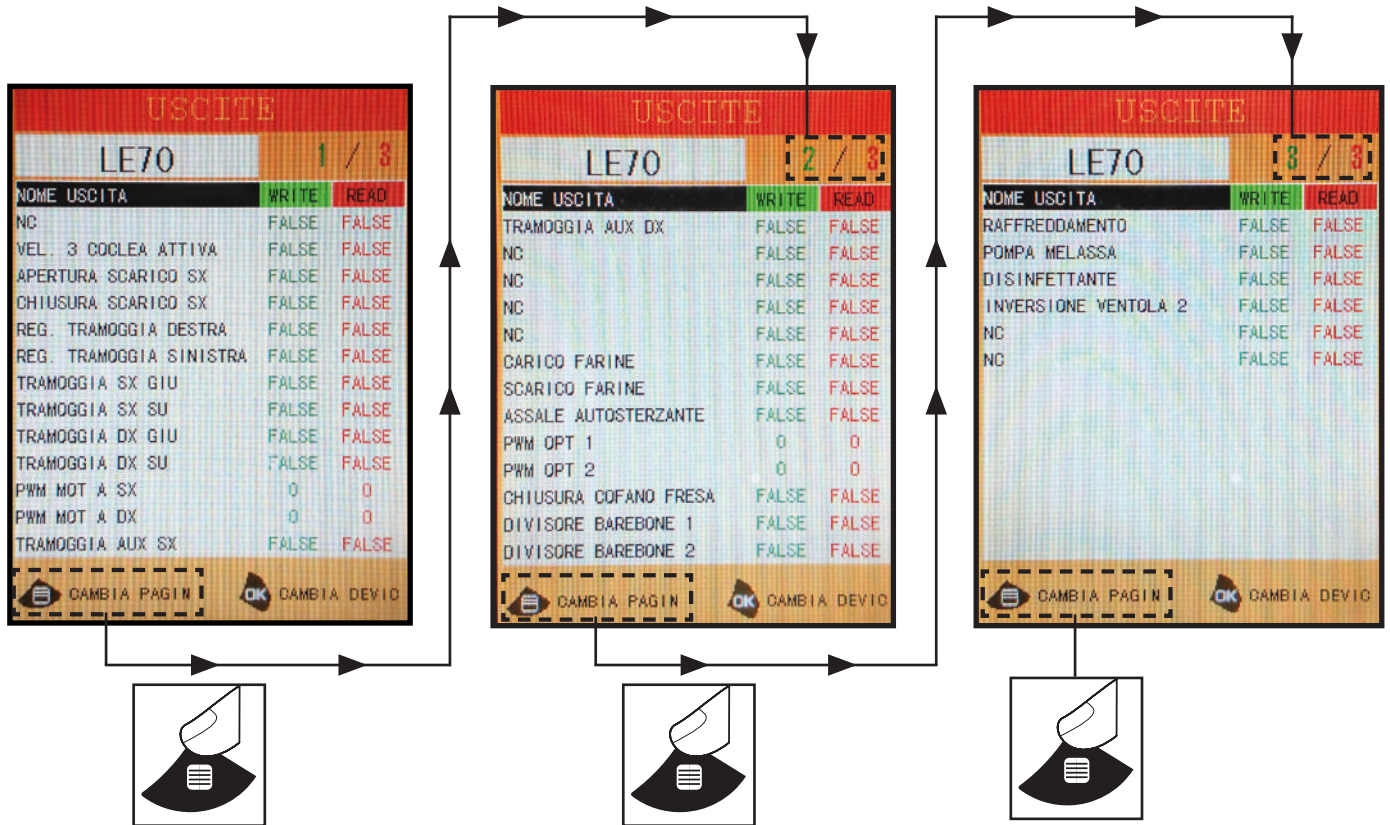 USCITE
LE70 1 / 3
NOME USCITA WRITE READ
NC FALSE FALSE
VEL. 3 COCLEA ATTIVA FALSE FALSE
APERTURA SCARICO SX FALSE FALSE
CHIUSURA SCARICO SX FALSE FALSE
REG. TRAMOGGIA DESTRA FALSE FALSE
REG. TRAMOGGIA SINISTRA FALSE FALSE
TRAMOGGIA SX GIU FALSE FALSE
TRAMOGGIA SX SU FALSE FALSE
TRAMOGGIA DX GIU FALSE FALSE
TRAMOGGIA DX SU FALSE FALSE
PWM MOT A SX 0 0
PWM MOT A DX 0 0
TRAMOGGIA AUX SX FALSE FALSE
CAMBIA PAGIN OK CAMBIA DEVIC
USCITE
LE70 2 / 3
NOME USCITA WRITE READ
TRAMOGGIA AUX DX FALSE FALSE
NC FALSE FALSE
NC FALSE FALSE
NC FALSE FALSE
NC FALSE FALSE
CARICO FARINE FALSE FALSE
SCARICO FARINE FALSE FALSE
ASSALE AUTOSTERZANTE FALSE FALSE
PWM OPT 1 0 0
PWM OPT 2 0 0
CHIUSURA COFANO FRESA FALSE FALSE
DIVISORE BAREBONE 1 FALSE FALSE
DIVISORE BAREBONE 2 FALSE FALSE
CAMBIA PAGIN OK CAMBIA DEVIC
USCITE
LE70 3 / 3
NOME USCITA WRITE READ
RAFFREDDAMENTO FALSE FALSE
POMPA MELASSA FALSE FALSE
DISINFETTANTE FALSE FALSE
INVERSIONE VENTOLA 2 FALSE FALSE
NC FALSE FALSE
NC FALSE FALSE
CAMBIA PAGIN OK CAMBIA DEVIC